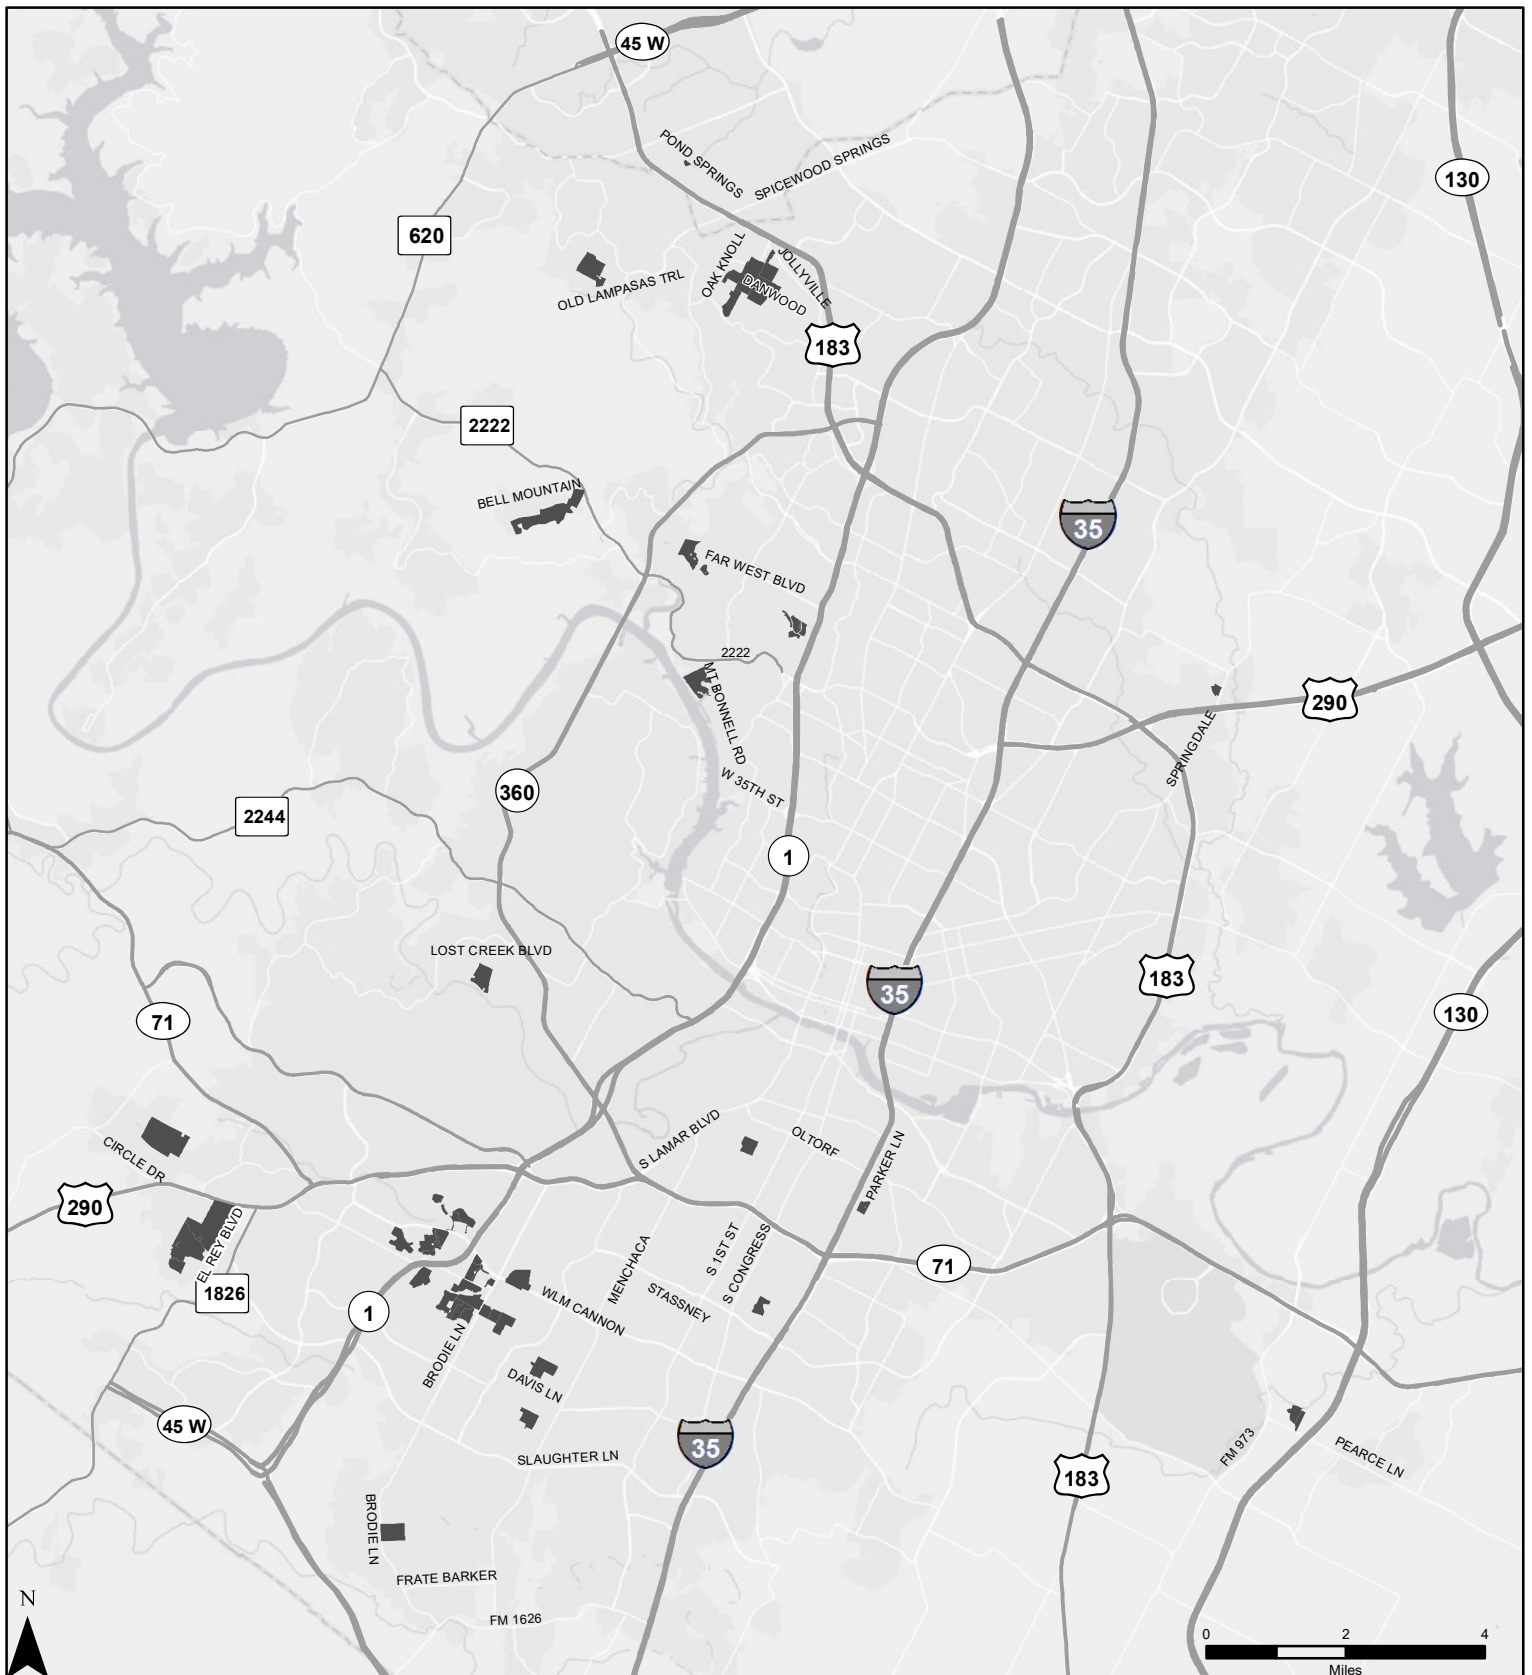 45 W
130
POND SPRINGS
SPICEWOOD SPRINGS
620
OAK KNOLL
JOLLYVILLE
OLD LAMPASAS TRL
DANWOOD
183
2222
BELL MOUNTAIN
35
FAR WEST BLVD
2222
MT BONNELL RD
290
SPRINGDALE
W 35TH ST
360
2244
1
LOST CREEK BLVD
183
35
130
71
S LAMAR BLVD
OLTORF
PARKER LN
CIRCLE DR
290
EL REY BLVD
S 1ST ST
S CONGRESS
MENCHACA
71
1826
STASSNEY
WLM CANNON
1
BRODIE LN
DAVIS LN
45 W
35
SLAUGHTER LN
FM 973
PEARCE LN
183
BRODIE LN
FRATE BARKER
FM 1626
N
0 2 4
Miles